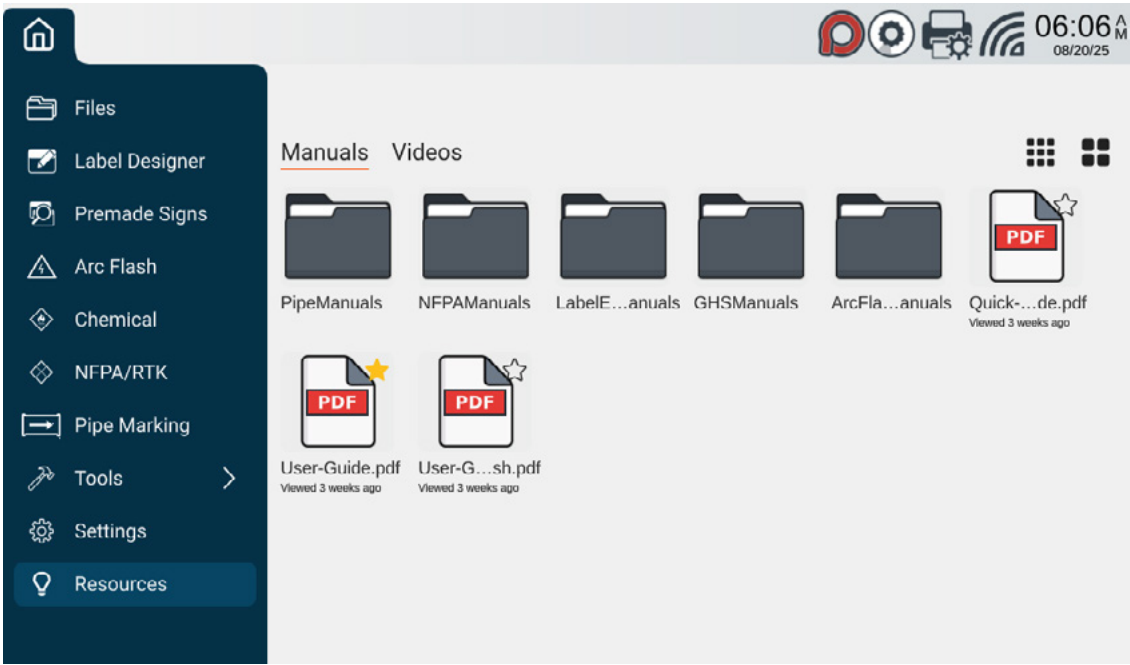 06:06 AM
08/20/25
Files
Label Designer
Premade Signs
Arc Flash
Chemical
NFPA/RTK
Pipe Marking
Tools
Settings
Resources
Manuals Videos
PipeManuals NFPAManuals LabelE...anuals GHSManuals ArcFla...anuals Quick-...de.pdf
PDF
Viewed 3 weeks ago
PDF PDF
User-Guide.pdf User-G...sh.pdf
Viewed 3 weeks ago Viewed 3 weeks ago